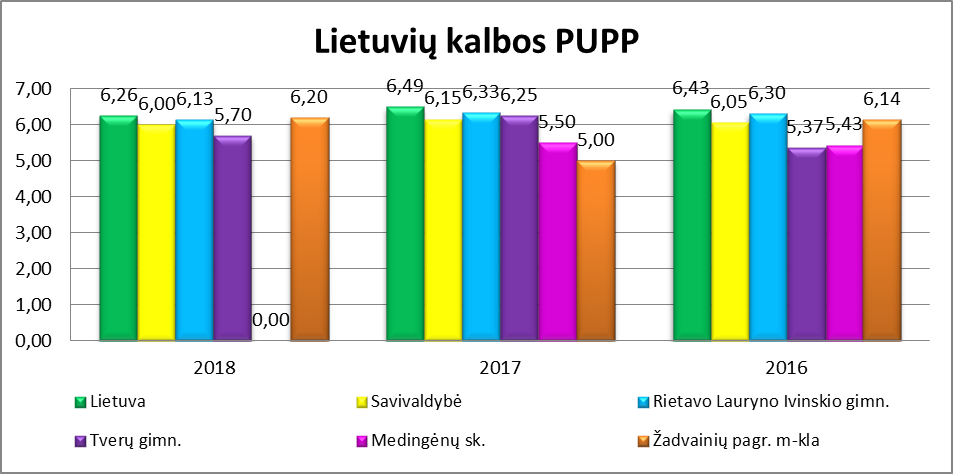 Lietuvių kalbos PUPP
7,00
6,00
5,00
4,00
3,00
2,00
1,00
0,00
6,26 6,00 6,13 5,70 0,00 6,20
6,49 6,15 6,33 6,25 5,50 5,00
6,43 6,05 6,30 5,37 5,43 6,14
2018 2017 2016
Lietuva Savivaldybė Rietavo Lauryno Ivinskio gimn.
Tverų gimn. Medingėnų sk. Žadvainių pagr. m-kla